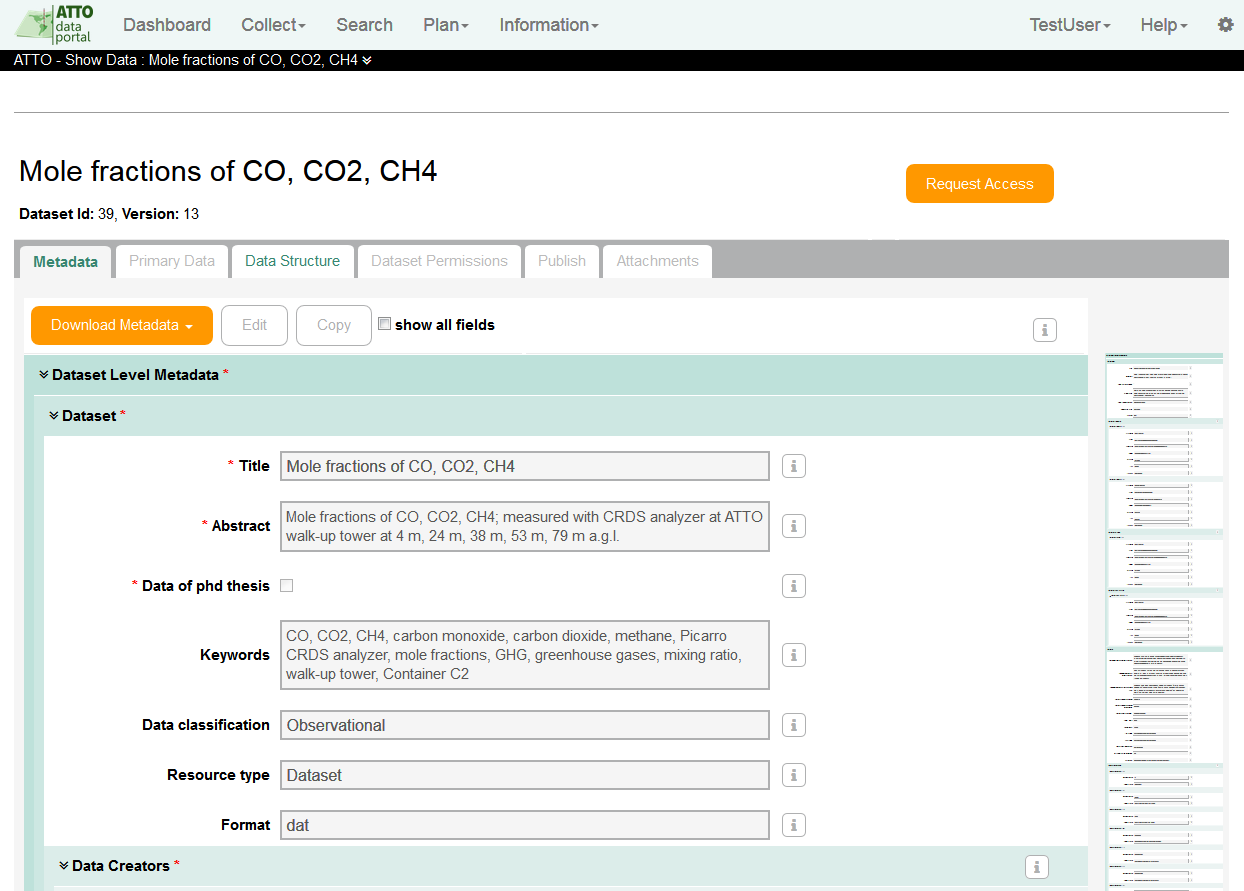 ATTO
data
portal
Dashboard Collect Search Plan Information TestUser Help
ATTO - Show Data : Mole fractions of CO, CO2, CH4
Mole fractions of CO, CO2, CH4
Request Access
Dataset Id: 39, Version: 13
Metadata Primary Data Data Structure Dataset Permissions Publish Attachments
Download Metadata Edit Copy show all fields
Dataset Level Metadata *
Dataset *
* Title Mole fractions of CO, CO2, CH4
* Abstract Mole fractions of CO, CO2, CH4; measured with CRDS analyzer at ATTO
walk-up tower at 4 m, 24 m, 38 m, 53 m, 79 m a.g.l.
* Data of phd thesis
Keywords CO, CO2, CH4, carbon monoxide, carbon dioxide, methane, Picarro
CRDS analyzer, mole fractions, GHG, greenhouse gases, mixing ratio,
walk-up tower, Container C2
Data classification Observational
Resource type Dataset
Format dat
Data Creators *